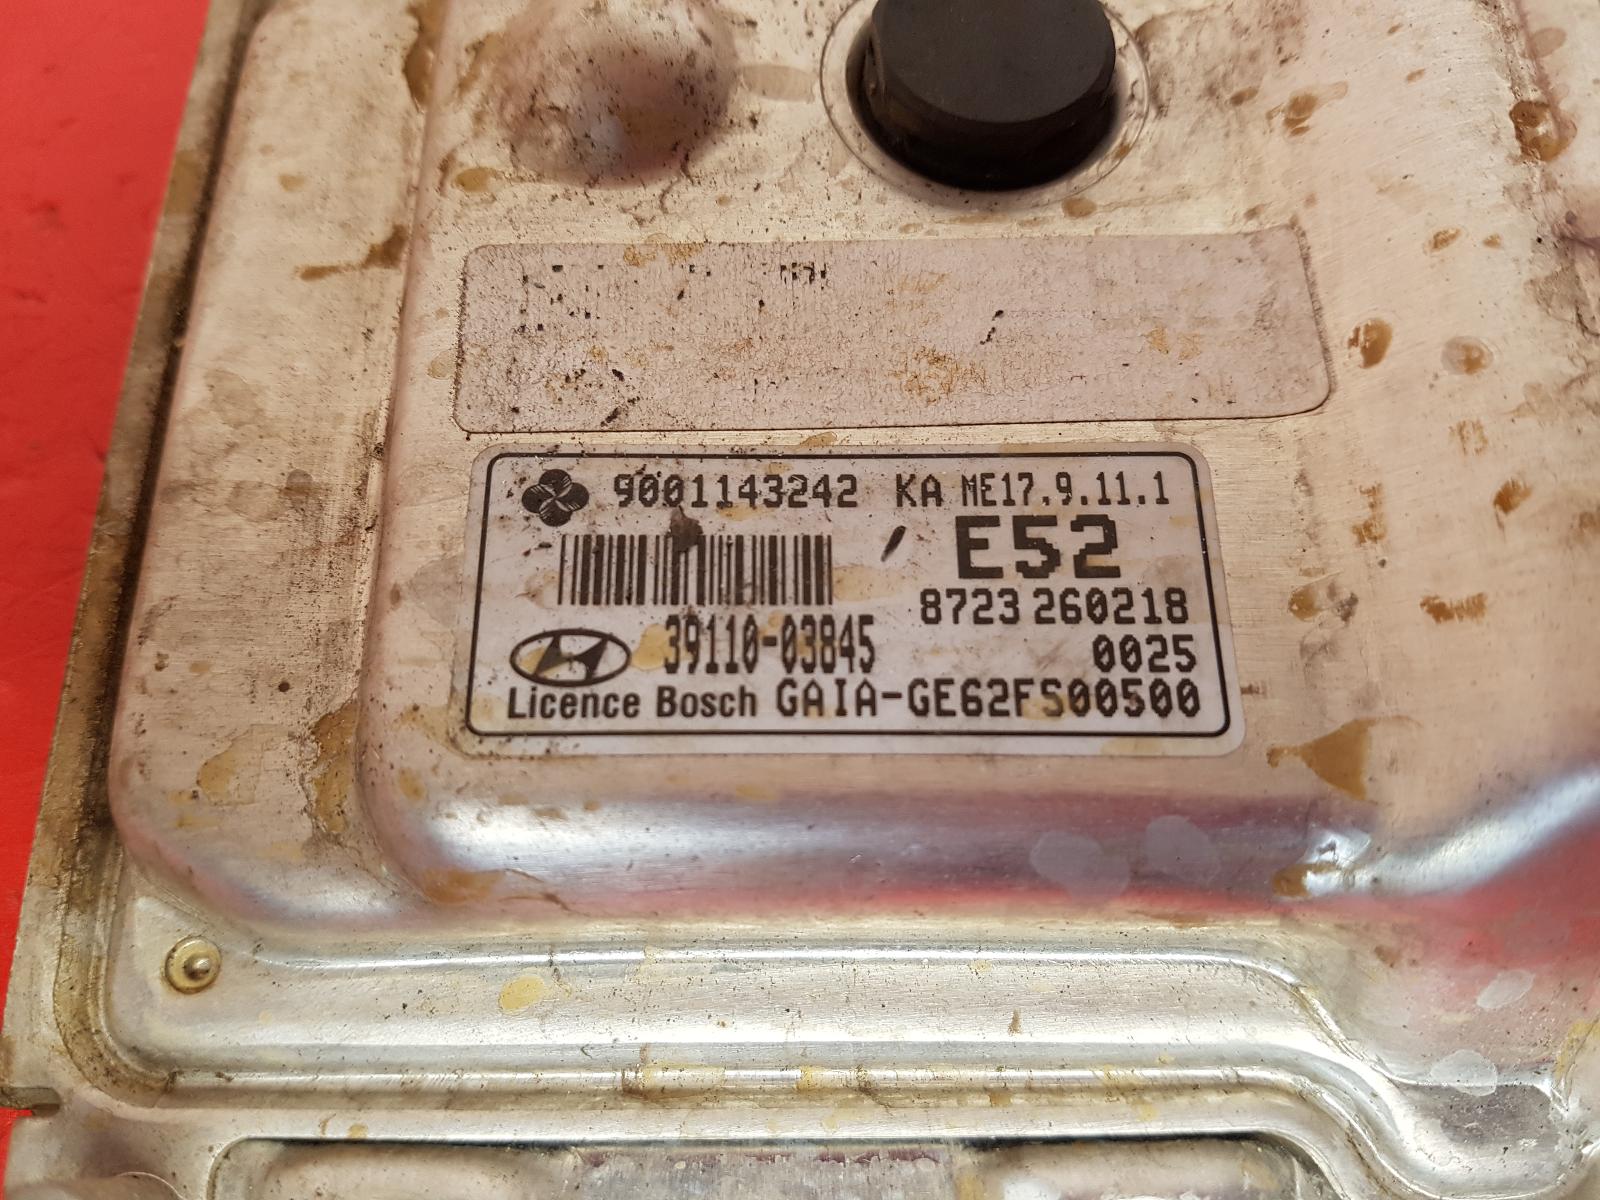 9001143242 KA ME17.9.11.1
E52
8723 260218
39110-03845
0025
Licence Bosch GAIA-GE62FS00500